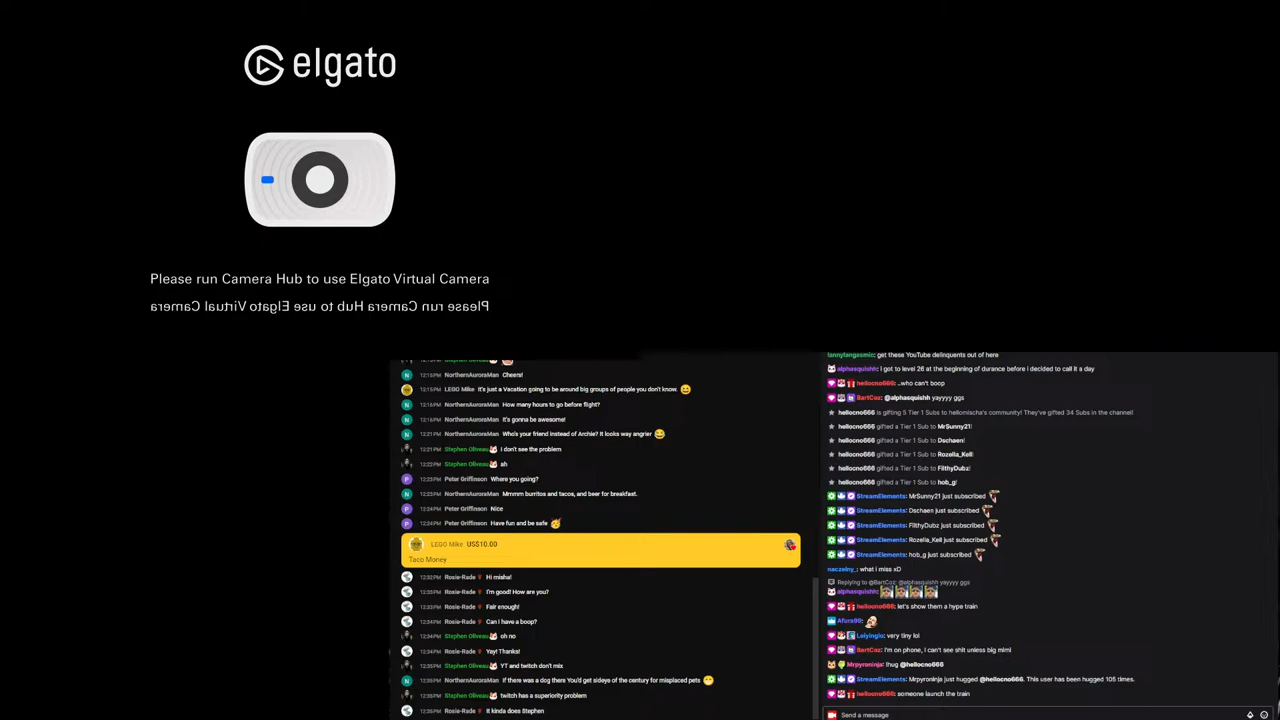 elgato
Please run Camera Hub to use Elgato Virtual Camera
Please run Camera Hub to use Elgato Virtual Camera
Stephen Oliveau
NorthernAuroraMan Cheers!
12:15PM LEGO Mike It's just a Vacation going to be around big groups of people you don't know.
12:16PM NorthernAuroraMan How many hours to go before flight?
12:16PM NorthernAuroraMan It's gonna be awesome!
12:21PM NorthernAuroraMan Who's your friend instead of Archie? It looks way angrier
12:21PM Stephen Oliveau I don't see the problem
12:22PM Stephen Oliveau ah
12:23PM Peter Griffinson Where you going?
12:23PM NorthernAuroraMan Mmmm burritos and tacos, and beer for breakfast.
12:24PM Peter Griffinson Nice
12:24PM Peter Griffinson Have fun and be safe
LEGO Mike US$10.00
Taco Money
12:32PM Rosie-Rade Hi misha!
12:33PM Rosie-Rade I'm good! How are you?
12:33PM Rosie-Rade Fair enough!
12:34PM Rosie-Rade Can I have a boop?
12:34PM Stephen Oliveau oh no
12:34PM Rosie-Rade Yay! Thanks!
12:35PM Stephen Oliveau YT and twitch don't mix
12:35PM NorthernAuroraMan If there was a dog there You'd get sideys of the century for misplaced pets
12:35PM Stephen Oliveau twitch has a superiority problem
12:35PM Rosie-Rade It kinda does Stephen
lannylangasmic: get these YouTube delinquents out of here
alphasquishh: I got to level 26 at the beginning of durance before I decided to call it a day
hellocno666: ..who can't boop
BartCoz: @alphasquishh yayyyy ggs
hellocno666 is gifting 5 Tier 1 Subs to hellomischa's community! They've gifted 34 Subs in the channel!
hellocno666 gifted a Tier 1 Sub to MrSunny21!
hellocno666 gifted a Tier 1 Sub to Dschaen!
hellocno666 gifted a Tier 1 Sub to Rozella_Kell!
hellocno666 gifted a Tier 1 Sub to FilthyDubz!
hellocno666 gifted a Tier 1 Sub to hob_g!
StreamElements: MrSunny21 just subscribed
StreamElements: Dschaen just subscribed
StreamElements: FilthyDubz just subscribed
StreamElements: Rozella_Kell just subscribed
StreamElements: hob_g just subscribed
naczelny_: what i miss xD
Replying to @BartCoz: @alphasquishh yayyyy ggs
alphasquishh:
hellocno666: let's show them a hype train
Afura99:
Loiyinglo: very tiny lol
BartCoz: I'm on phone, I can't see shit unless big mimi
Mrpyroninja: !hug @hellocno666
StreamElements: Mrpyroninja just hugged @hellocno666. This user has been hugged 105 times.
hellocno666: someone launch the train
Send a message